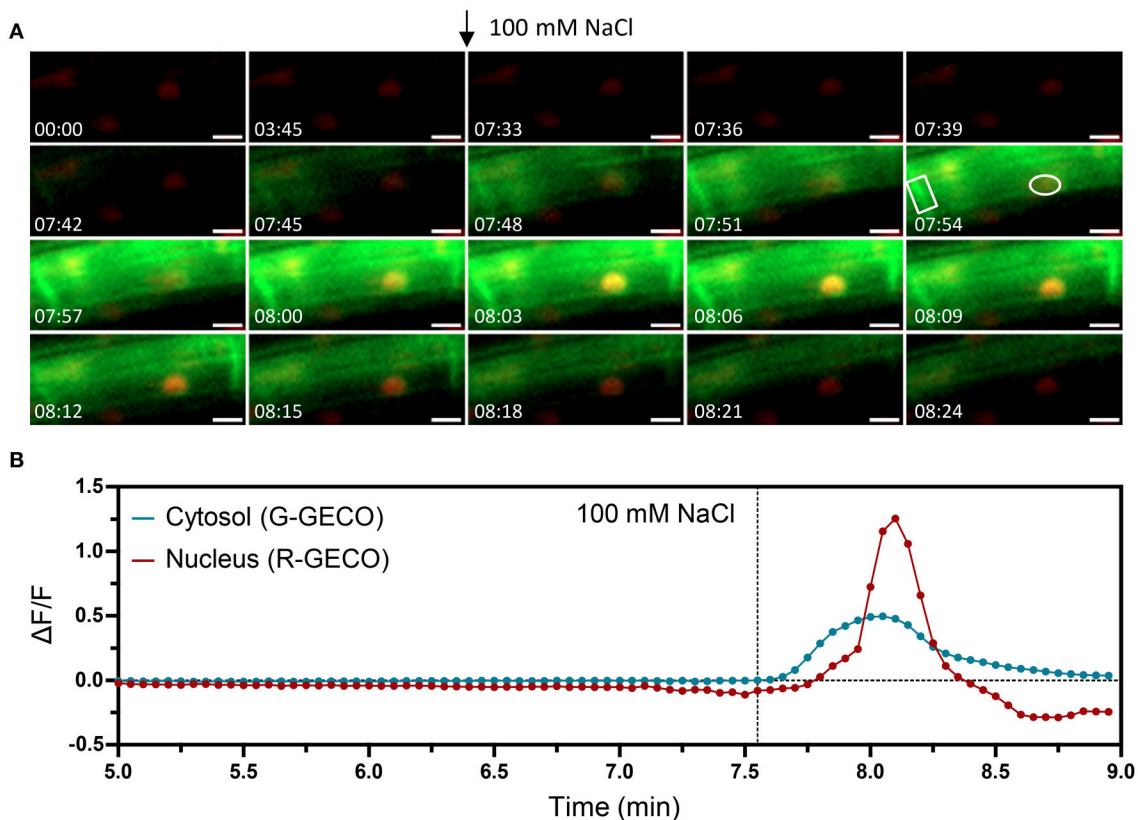 A
100 mM NaCl
00:00 03:45 07:33 07:36 07:39
07:42 07:45 07:48 07:51 07:54
07:57 08:00 08:03 08:06 08:09
08:12 08:15 08:18 08:21 08:24
B
1.5
Cytosol (G-GECO) 100 mM NaCl
Nucleus (R-GECO)
1.0
ΔF/F
0.5
0.0
-0.5
5.0 5.5 6.0 6.5 7.0 7.5 8.0 8.5 9.0
Time (min)